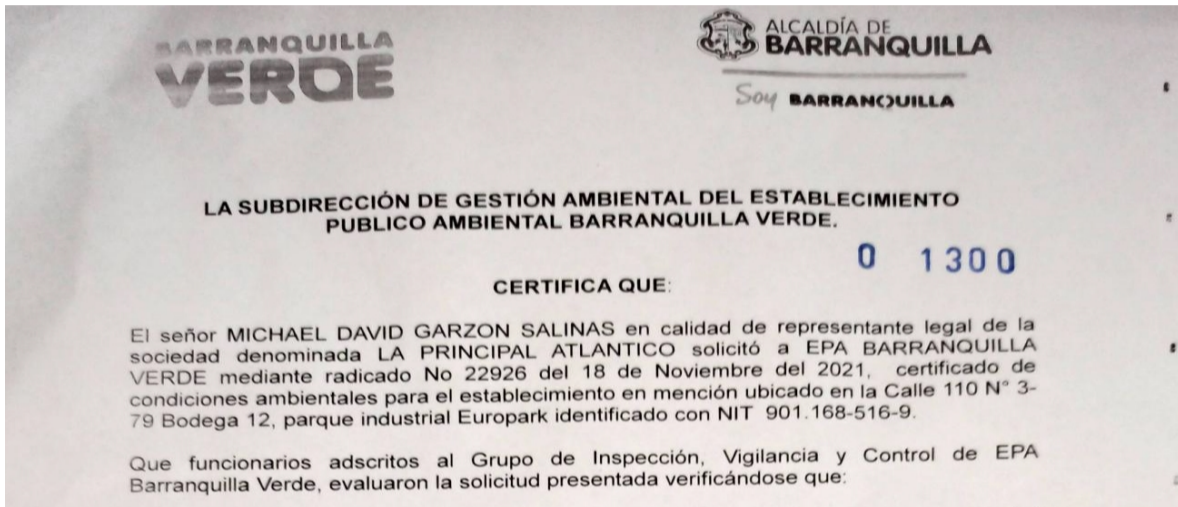 BARRANQUILLA
VERDE
ALCALDÍA DE
BARRANQUILLA
Soy BARRANQUILLA
LA SUBDIRECCIÓN DE GESTIÓN AMBIENTAL DEL ESTABLECIMIENTO
PUBLICO AMBIENTAL BARRANQUILLA VERDE.
0 1300
CERTIFICA QUE:
El señor MICHAEL DAVID GARZON SALINAS en calidad de representante legal de la
sociedad denominada LA PRINCIPAL ATLANTICO solicitó a EPA BARRANQUILLA
VERDE mediante radicado No 22926 del 18 de Noviembre del 2021, certificado de
condiciones ambientales para el establecimiento en mención ubicado en la Calle 110 N° 3-
79 Bodega 12, parque industrial Europark identificado con NIT 901.168-516-9.
Que funcionarios adscritos al Grupo de Inspección, Vigilancia y Control de EPA
Barranquilla Verde, evaluaron la solicitud presentada verificándose que: